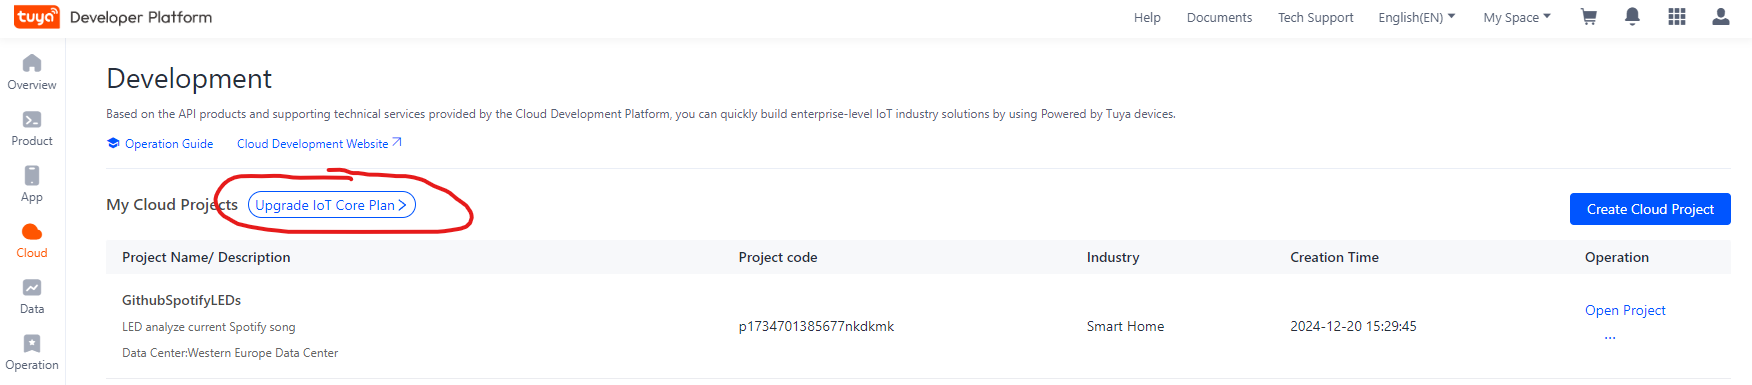 tuya Developer Platform Help Documents Tech Support English(EN) My Space
Overview
Product
App
Cloud
Data
Operation
Development
Based on the API products and supporting technical services provided by the Cloud Development Platform, you can quickly build enterprise-level IoT industry solutions by using Powered by Tuya devices.
Operation Guide Cloud Development Website
My Cloud Projects Upgrade IoT Core Plan > Create Cloud Project
Project Name/ Description Project code Industry Creation Time Operation
GithubSpotifyLEDs
LED analyze current Spotify song
Data Center:Western Europe Data Center
p1734701385677nkdkmk Smart Home 2024-12-20 15:29:45
Open Project
...